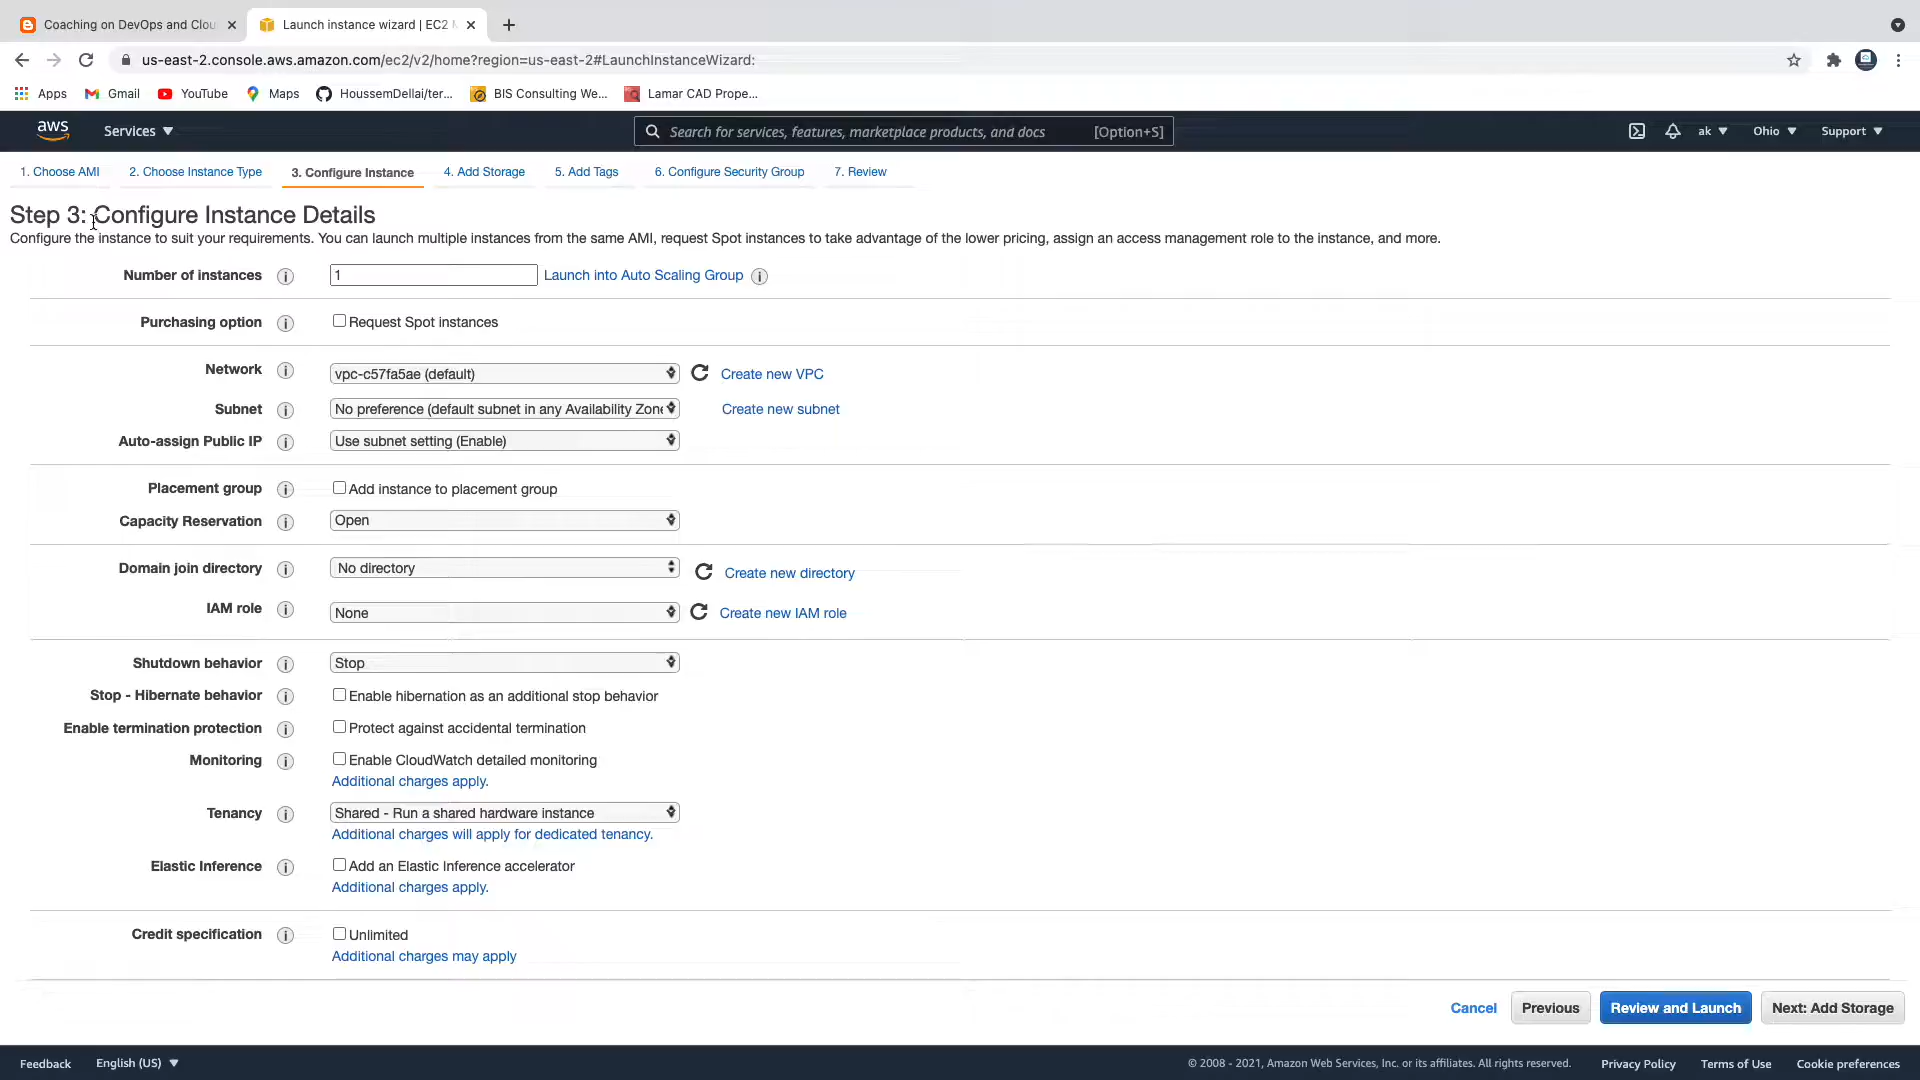 Coaching on DevOps and Clou
Launch instance wizard | EC2 M
us-east-2.console.aws.amazon.com/ec2/v2/home?region=us-east-2#LaunchInstanceWizard:
Apps
Gmail
YouTube
Maps
HoussemDellai/ter...
BIS Consulting We...
Lamar CAD Prope...
aws
Services
Search for services, features, marketplace products, and docs
[Option+S]
ak
Ohio
Support
1. Choose AMI
2. Choose Instance Type
3. Configure Instance
4. Add Storage
5. Add Tags
6. Configure Security Group
7. Review
Step 3: Configure Instance Details
Configure the instance to suit your requirements. You can launch multiple instances from the same AMI, request Spot instances to take advantage of the lower pricing, assign an access management role to the instance, and more.
Number of instances
1
Launch into Auto Scaling Group
Purchasing option
Request Spot instances
Network
vpc-c57fa5ae (default)
Create new VPC
Subnet
No preference (default subnet in any Availability Zone
Create new subnet
Auto-assign Public IP
Use subnet setting (Enable)
Placement group
Add instance to placement group
Capacity Reservation
Open
Domain join directory
No directory
Create new directory
IAM role
None
Create new IAM role
Shutdown behavior
Stop
Stop - Hibernate behavior
Enable hibernation as an additional stop behavior
Enable termination protection
Protect against accidental termination
Monitoring
Enable CloudWatch detailed monitoring
Additional charges apply.
Tenancy
Shared - Run a shared hardware instance
Additional charges will apply for dedicated tenancy.
Elastic Inference
Add an Elastic Inference accelerator
Additional charges apply.
Credit specification
Unlimited
Additional charges may apply
Cancel
Previous
Review and Launch
Next: Add Storage
Feedback
English (US)
© 2008 - 2021, Amazon Web Services, Inc. or its affiliates. All rights reserved.
Privacy Policy
Terms of Use
Cookie preferences